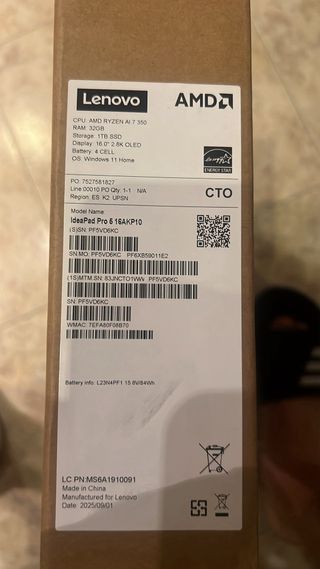 Lenovo AMD
CPU: AMD RYZEN AI 7 350
RAM: 32GB
Storage: 1TB SSD
Display: 16.0" 2.8K OLED
Battery: 4 CELL
OS: Windows 11 Home
ENERGY STAR
PO: 7527581827
Line:00010 PO Qty: 1-1 N/A
Region: ES K2 UPSN
CTO
Model Name
IdeaPad Pro 5 16AKP10
(S)SN: PF5VD6KC
SN.MO: PF5VD6KC PF6XB59011E2
(1S)MTM.SN: 83JNCTO1WW PF5VD6KC
SN: PF5VD6KC
WMAC: 7EFA80F08B70
Battery info: L23N4PF1 15.6V/84Wh
LC PN:MS6A1910091
Made in China
Manufactured for Lenovo
Date: 2025/09/01